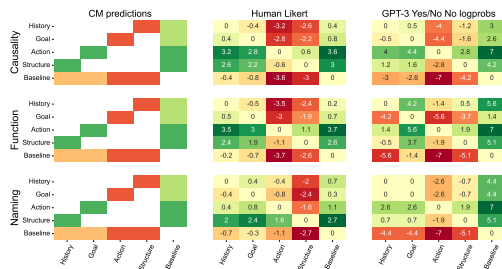 CM predictions Human Likert GPT-3 Yes/No No logprobs
Causality
History 0 -0.4 -3.2 -2.6 0.4 0 0.5 -4 -1.2 3
Goal 0.4 0 -2.8 -2.2 0.8 -0.5 0 -4.4 -1.6 2.6
Action 3.2 2.8 0 0.6 3.6 4 4.4 0 2.8 7
Structure 2.6 2.2 -0.6 0 3 1.2 1.6 -2.8 0 4.2
Baseline -0.4 -0.8 -3.6 -3 0 -3 -2.6 -7 -4.2 0
Function
History 0 -0.5 -3.5 -2.4 0.2 0 4.2 -1.4 0.5 5.6
Goal 0.5 0 -3 -1.9 0.7 -4.2 0 -5.6 -3.7 1.4
Action 3.5 3 0 1.1 3.7 1.4 5.6 0 1.9 7
Structure 2.4 1.9 -1.1 0 2.6 -0.5 3.7 -1.9 0 5.1
Baseline -0.2 -0.7 -3.7 -2.6 0 -5.6 -1.4 -7 -5.1 0
Naming
History 0 0.4 -0.4 -2 0.7 0 0 -2.6 -0.7 4.4
Goal -0.4 0 -0.8 -2.4 0.3 0 0 -2.6 -0.7 4.4
Action 0.4 0.8 0 -1.6 1.1 2.6 2.6 0 1.9 7
Structure 2 2.4 1.6 0 2.7 0.7 0.7 -1.9 0 5.1
Baseline -0.7 -0.3 -1.1 -2.7 0 -4.4 -4.4 -7 -5.1 0
History Goal Action Structure Baseline History Goal Action Structure Baseline History Goal Action Structure Baseline